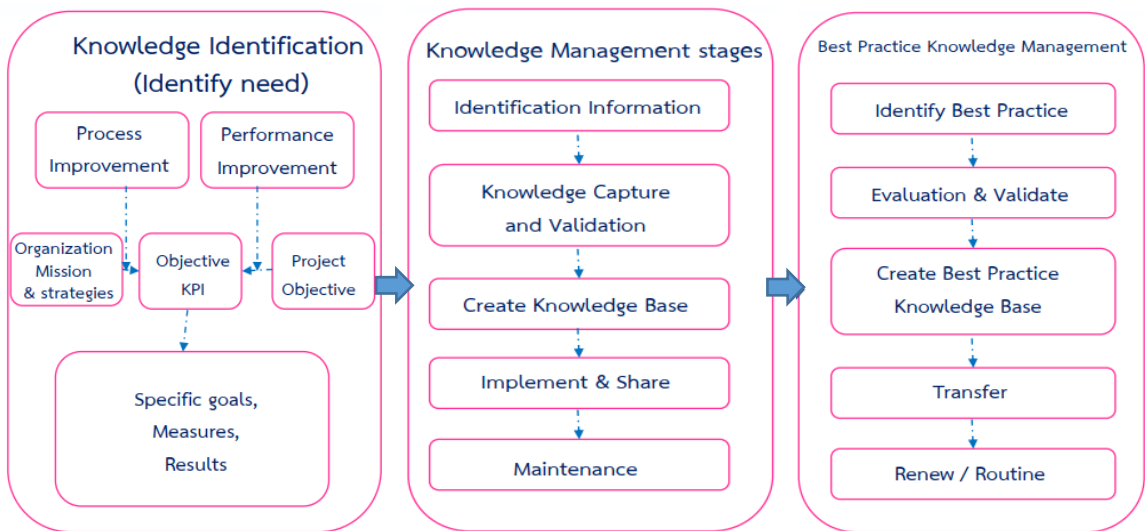 Knowledge Identification
(Identify need)
Process
Improvement
Performance
Improvement
Organization
Mission
& strategies
Objective
KPI
Project
Objective
Specific goals,
Measures,
Results
Knowledge Management stages
Identification Information
Knowledge Capture
and Validation
Create Knowledge Base
Implement & Share
Maintenance
Best Practice Knowledge Management
Identify Best Practice
Evaluation & Validate
Create Best Practice
Knowledge Base
Transfer
Renew / Routine